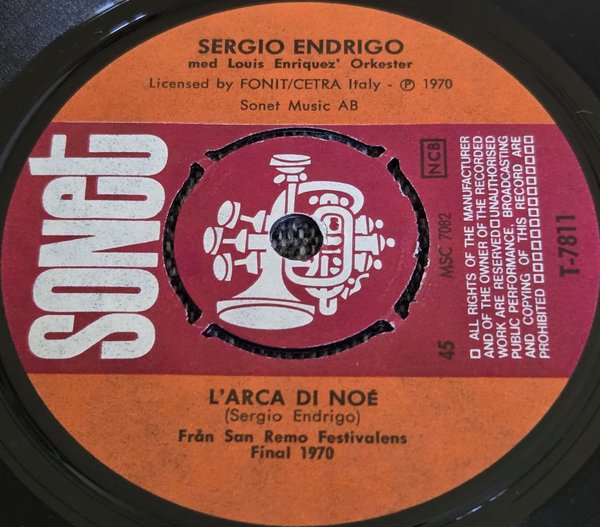 SERGIO ENDRIGO
med Louis Enriquez' Orkester
Licensed by FONIT/CETRA Italy - ℗ 1970
Sonet Music AB
sonet
NCB
45
MSC 7082
□ ALL RIGHTS OF THE MANUFACTURER
AND OF THE OWNER OF THE RECORDED
WORK ARE RESERVED □ UNAUTHORISED
PUBLIC PERFORMANCE, BROADCASTING
AND COPYING OF THIS RECORD ARE
PROHIBITED □□□□□□□□□□□□□
T-7811
L'ARCA DI NOÉ
(Sergio Endrigo)
Från San Remo Festivalens
Final 1970